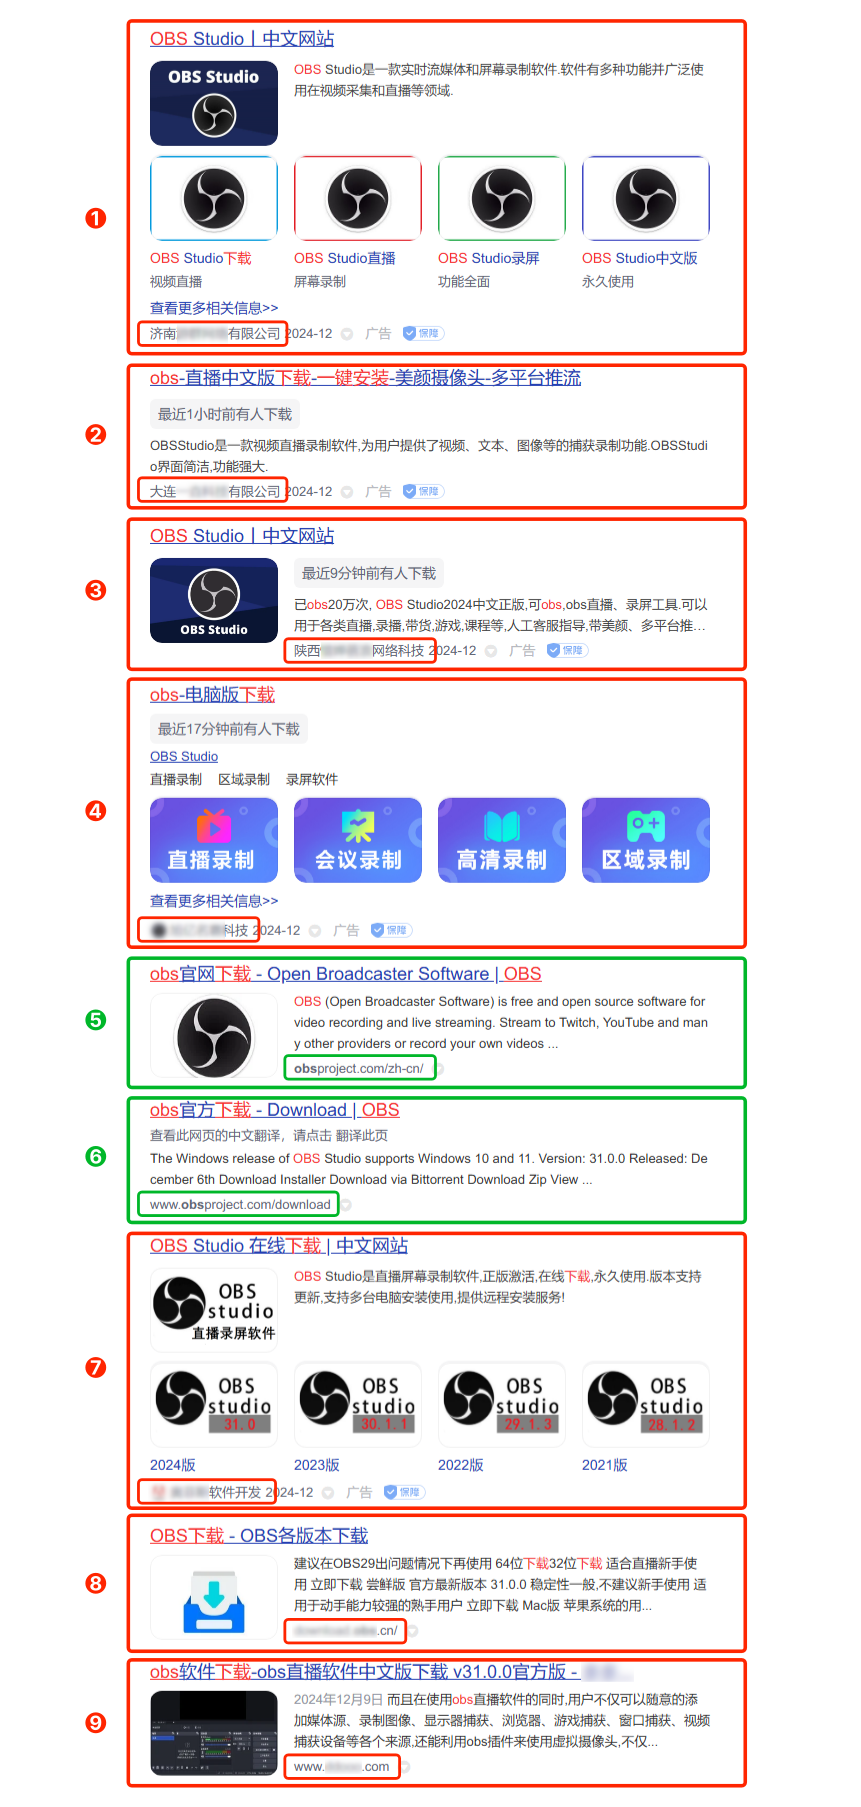 OBS Studio丨中文网站
OBS Studio
OBS Studio是一款实时流媒体和屏幕录制软件.软件有多种功能并广泛使
用在视频采集和直播等领域.
❶
OBS Studio下载
OBS Studio直播
OBS Studio录屏
OBS Studio中文版
视频直播
屏幕录制
功能全面
永久使用
查看更多相关信息>>
济南 有限公司 2024-12 广告 保障
obs-直播中文版下载-一键安装-美颜摄像头-多平台推流
最近1小时前有人下载
❷
OBSStudio是一款视频直播录制软件,为用户提供了视频、文本、图像等的捕获录制功能.OBSStudi
o界面简洁,功能强大.
大连 有限公司 2024-12 广告 保障
OBS Studio丨中文网站
OBS Studio
最近9分钟前有人下载
❸
已obs20万次, OBS Studio2024中文正版,可obs,obs直播、录屏工具.可以
用于各类直播,录播,带货,游戏,课程等,人工客服指导,带美颜、多平台推...
陕西 网络科技 2024-12 广告 保障
obs-电脑版下载
最近17分钟前有人下载
OBS Studio
直播录制 区域录制 录屏软件
❹
直播录制
会议录制
高清录制
区域录制
查看更多相关信息>>
科技 2024-12 广告 保障
obs官网下载 - Open Broadcaster Software | OBS
❺
OBS (Open Broadcaster Software) is free and open source software for
video recording and live streaming. Stream to Twitch, YouTube and man
y other providers or record your own videos ...
obsproject.com/zh-cn/
obs官方下载 - Download | OBS
查看此网页的中文翻译，请点击 翻译此页
❻
The Windows release of OBS Studio supports Windows 10 and 11. Version: 31.0.0 Released: De
cember 6th Download Installer Download via Bittorrent Download Zip View ...
www.obsproject.com/download
OBS Studio 在线下载 | 中文网站
OBS
studio
直播录屏软件
OBS Studio是直播屏幕录制软件,正版激活,在线下载,永久使用.版本支持
更新,支持多台电脑安装使用,提供远程安装服务!
❼
OBS
studio
31.0
OBS
studio
30.1.1
OBS
studio
29.1.3
OBS
studio
28.1.2
2024版
2023版
2022版
2021版
软件开发 2024-12 广告 保障
OBS下载 - OBS各版本下载
❽
建议在OBS29出问题情况下再使用 64位下载32位下载 适合直播新手使
用 立即下载 尝鲜版 官方最新版本 31.0.0 稳定性一般,不建议新手使用 适
用于动手能力较强的熟手用户 立即下载 Mac版 苹果系统的用...
.cn/
obs软件下载-obs直播软件中文版下载 v31.0.0官方版 -
❾
2024年12月9日 而且在使用obs直播软件的同时,用户不仅可以随意的添
加媒体源、录制图像、显示器捕获、浏览器、游戏捕获、窗口捕获、视频
捕获设备等各个来源,还能利用obs插件来使用虚拟摄像头,不仅...
www. .com